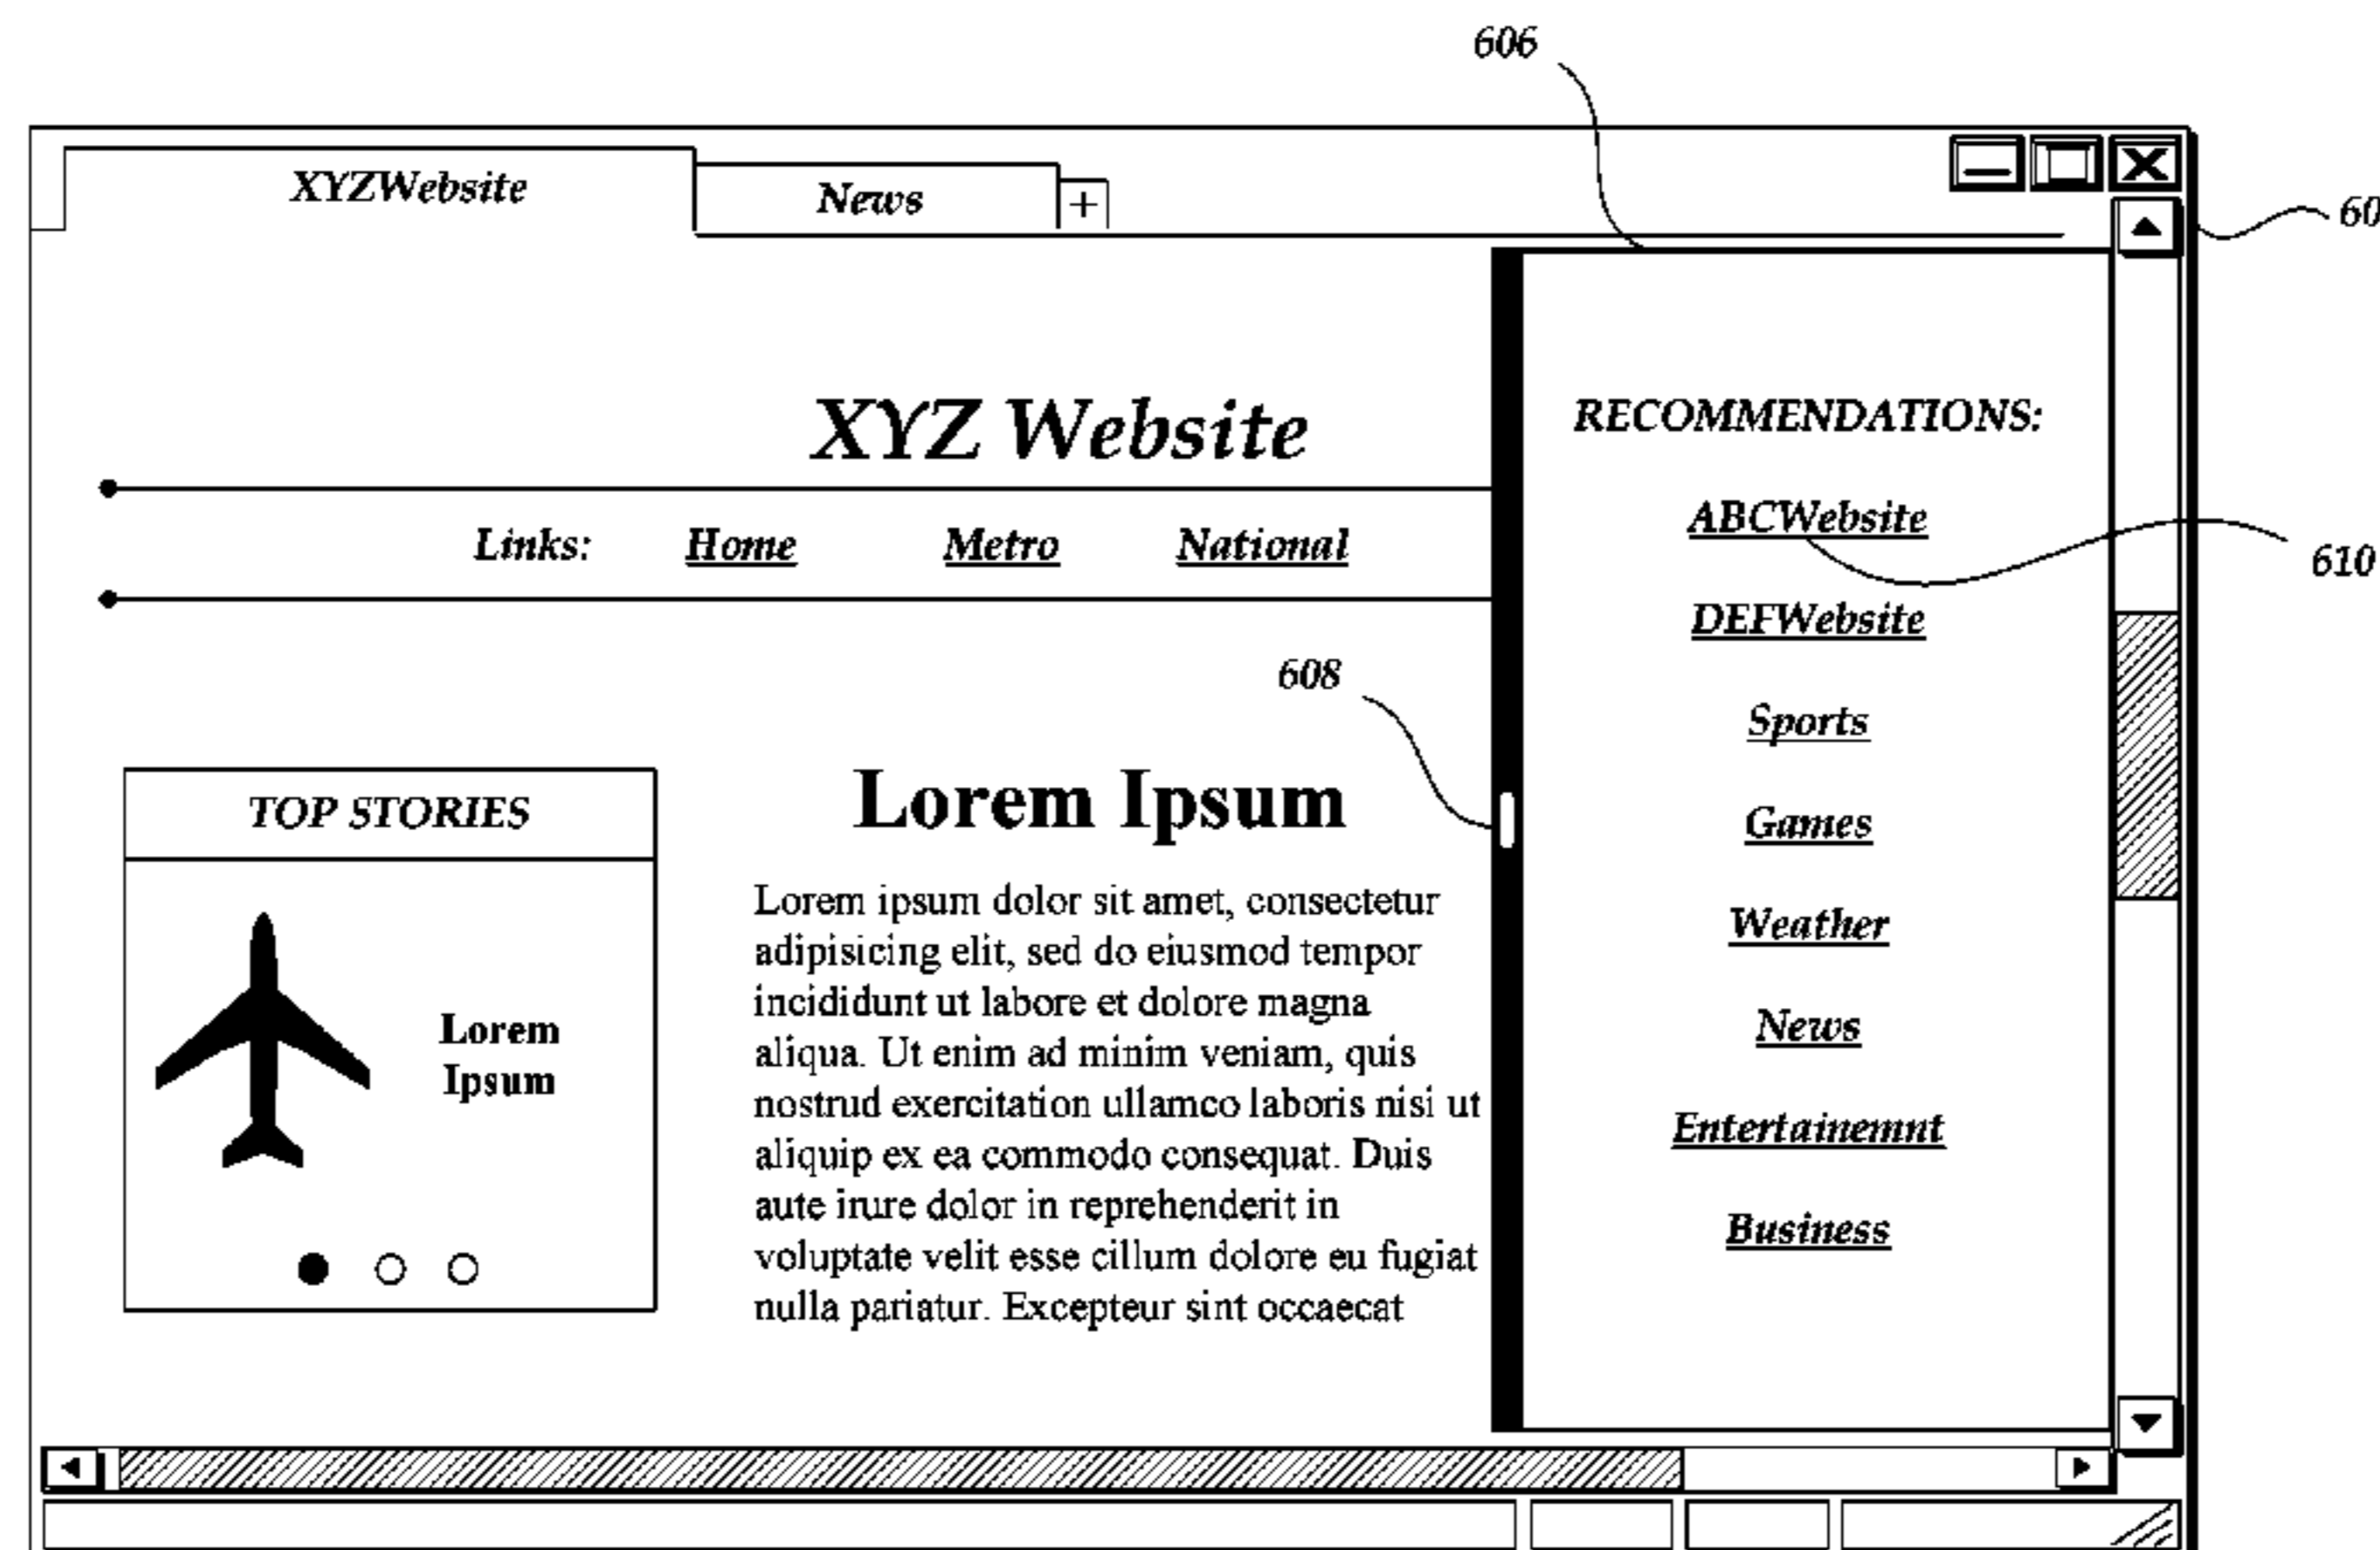 606
XYZWebsite
News
+
60
XYZ Website
Links: Home Metro National
608
TOP STORIES
Lorem
Ipsum
Lorem Ipsum
Lorem ipsum dolor sit amet, consectetur
adipisicing elit, sed do eiusmod tempor
incididunt ut labore et dolore magna
aliqua. Ut enim ad minim veniam, quis
nostrud exercitation ullamco laboris nisi ut
aliquip ex ea commodo consequat. Duis
aute irure dolor in reprehenderit in
voluptate velit esse cillum dolore eu fugiat
nulla pariatur. Excepteur sint occaecat
RECOMMENDATIONS:
ABCWebsite
610
DEFWebsite
Sports
Games
Weather
News
Entertainemnt
Business